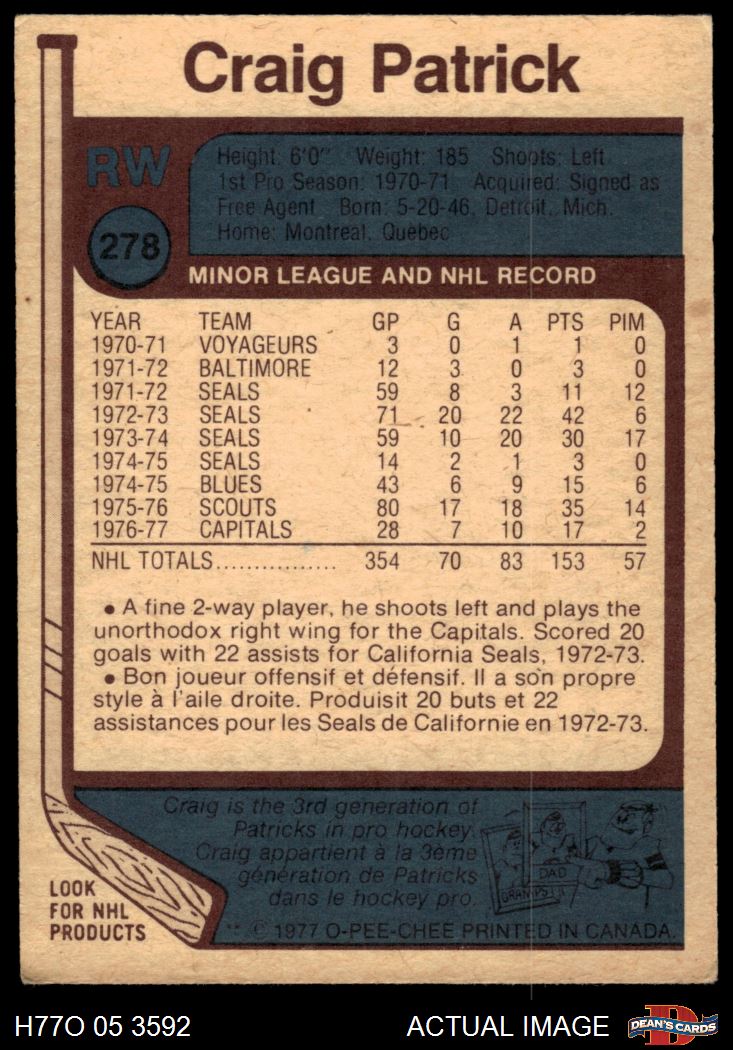 Craig Patrick
RW
Height: 6'0" Weight: 185 Shoots: Left
1st Pro Season: 1970-71 Acquired: Signed as
Free Agent Born: 5-20-46, Detroit, Mich.
Home: Montreal, Quebec
278
MINOR LEAGUE AND NHL RECORD
YEAR TEAM GP G A PTS PIM
1970-71 VOYAGEURS 3 0 1 1 0
1971-72 BALTIMORE 12 3 0 3 0
1971-72 SEALS 59 8 3 11 12
1972-73 SEALS 71 20 22 42 6
1973-74 SEALS 59 10 20 30 17
1974-75 SEALS 14 2 1 3 0
1974-75 BLUES 43 6 9 15 6
1975-76 SCOUTS 80 17 18 35 14
1976-77 CAPITALS 28 7 10 17 2
NHL TOTALS................ 354 70 83 153 57
• A fine 2-way player, he shoots left and plays the
unorthodox right wing for the Capitals. Scored 20
goals with 22 assists for California Seals, 1972-73.
• Bon joueur offensif et défensif. Il a son propre
style à l'aile droite. Produisit 20 buts et 22
assistances pour les Seals de Californie en 1972-73.
Craig is the 3rd generation of
Patricks in pro hockey.
Craig appartient à la 3ème
génération de Patricks
dans le hockey pro.
DAD
GRAMPS
LOOK
FOR NHL
PRODUCTS
** © 1977 O-PEE-CHEE PRINTED IN CANADA.
H77O 05 3592 ACTUAL IMAGE
D
DEAN'S CARDS